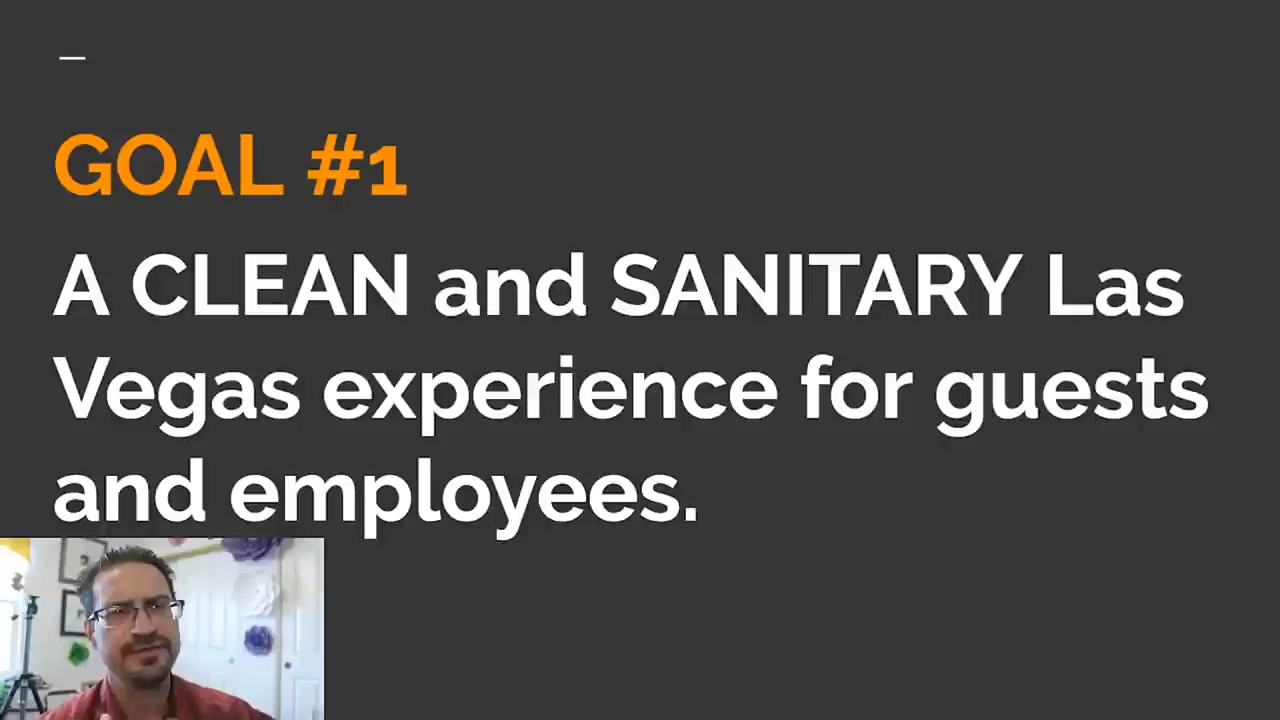 GOAL #1
A CLEAN and SANITARY Las
Vegas experience for guests
and employees.